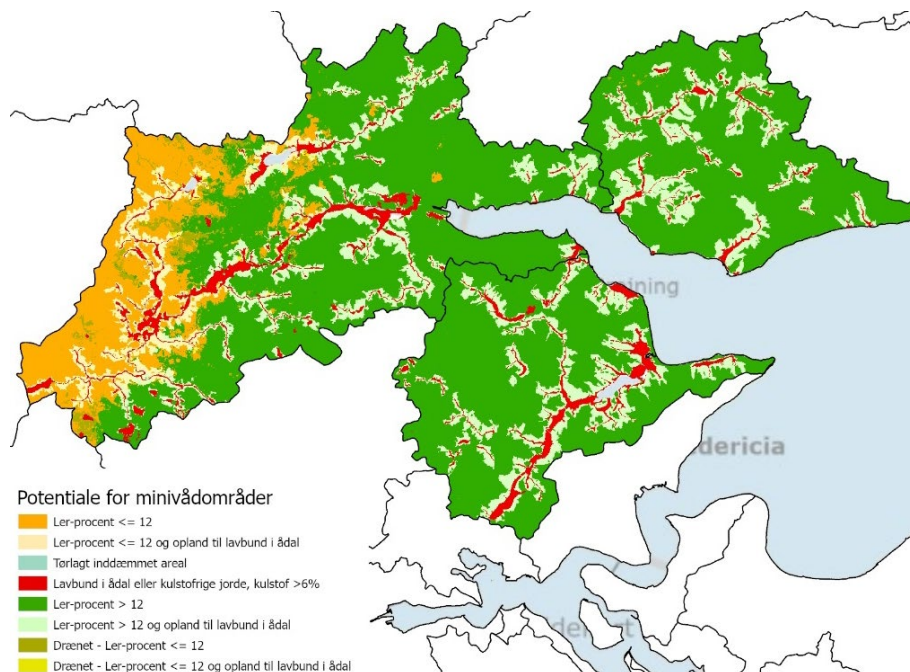 ning
dericia
Potentiale for minivådområder
Ler-procent <= 12
Ler-procent <= 12 og opland til lavbund i ådal
Tørlagt inddæmmet areal
Lavbund i ådal eller kulstofrige jorde, kulstof >6%
Ler-procent > 12
Ler-procent > 12 og opland til lavbund i ådal
Drænet - Ler-procent <= 12
Drænet - Ler-procent <= 12 og opland til lavbund i ådal